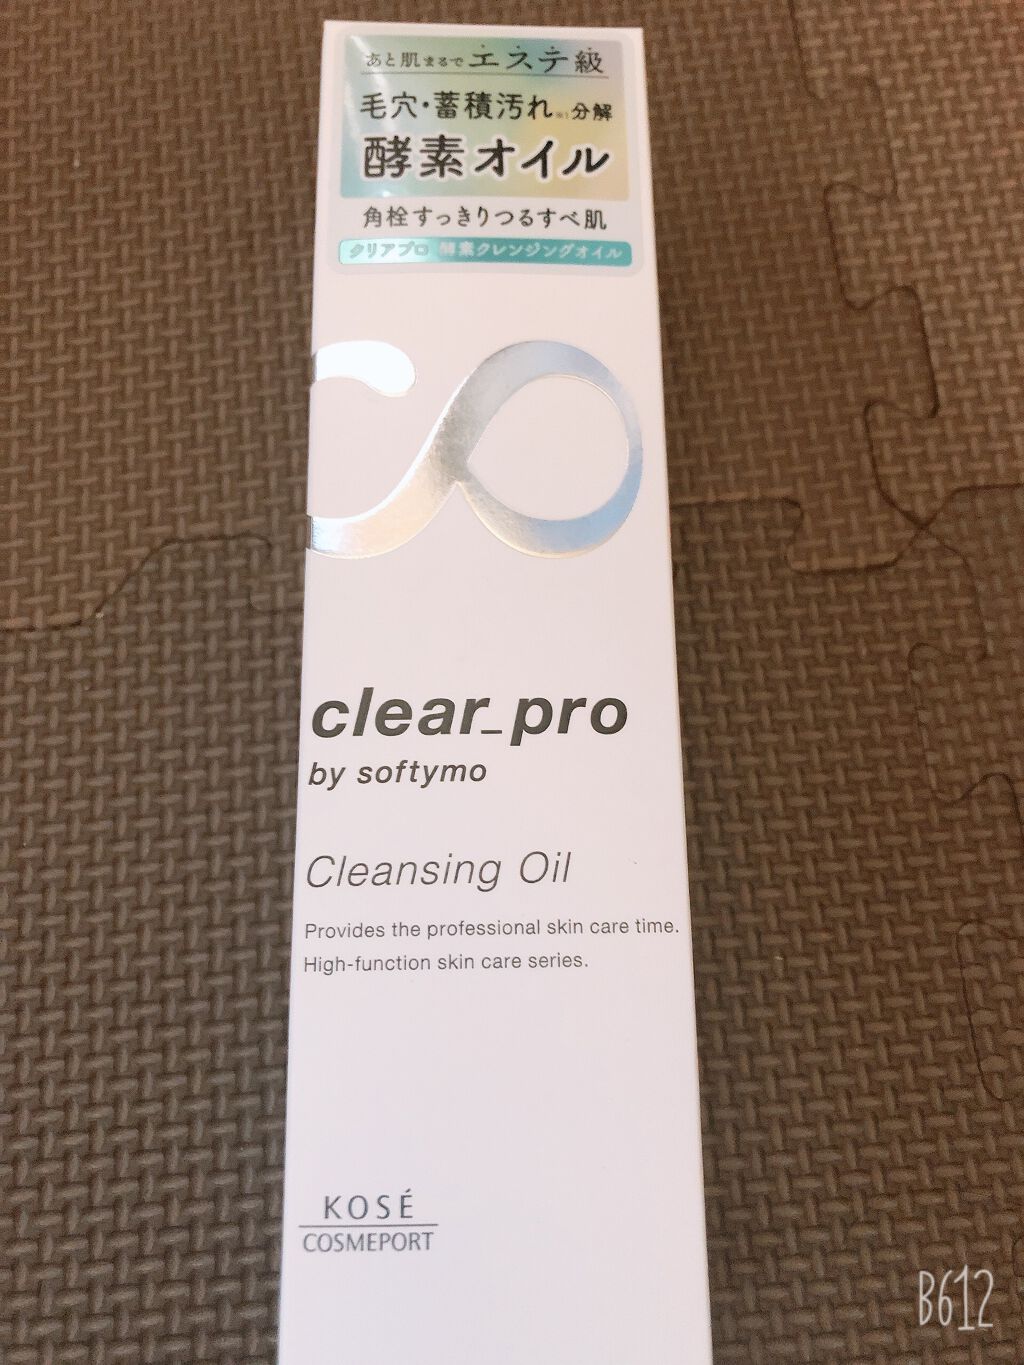 あと肌まるでエステ級
毛穴・蓄積汚れ※1分解
酵素オイル
角栓すっきりつるすべ肌
クリアプロ 酵素クレンジングオイル
clear_pro
by softymo
Cleansing Oil
Provides the professional skin care time.
High-function skin care series.
KOSÉ
COSMEPORT
B612